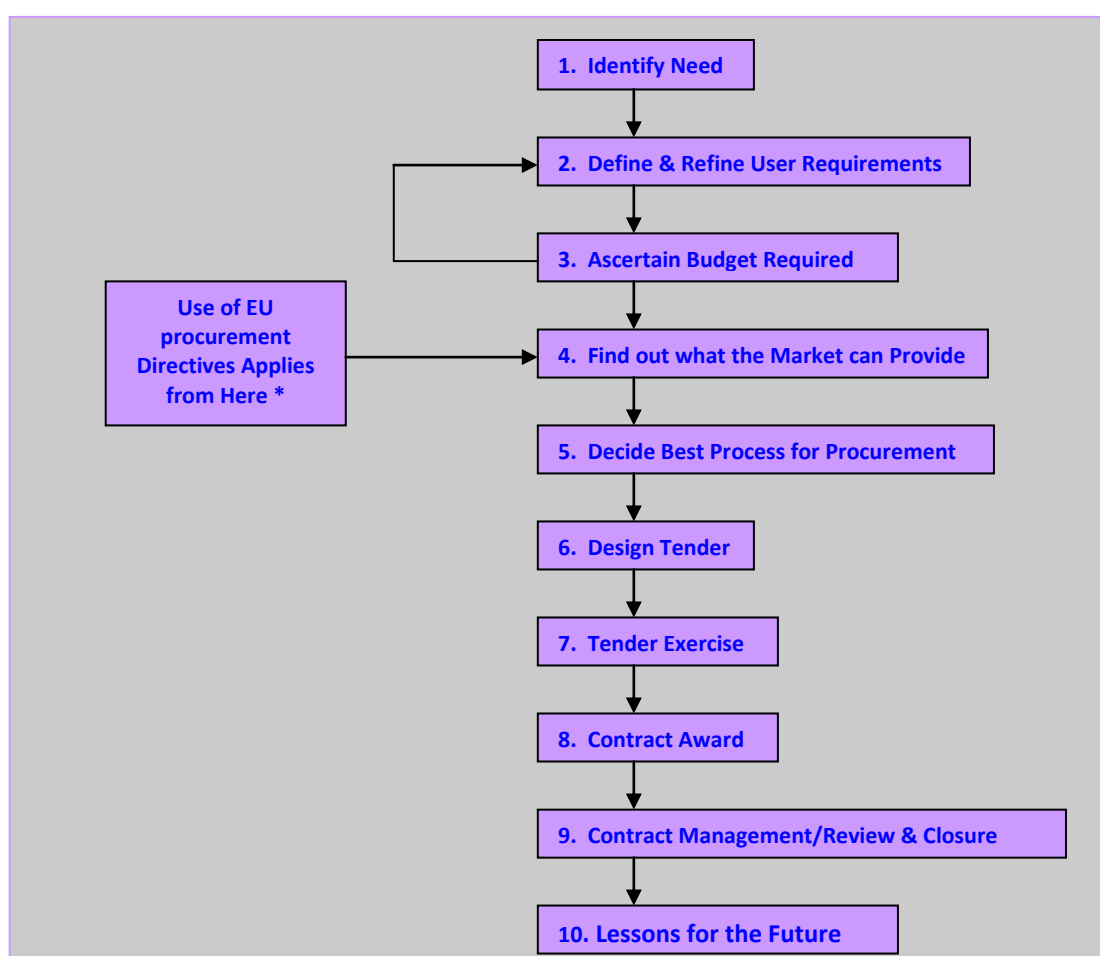 1. Identify Need
2. Define & Refine User Requirements
3. Ascertain Budget Required
Use of EU
procurement
Directives Applies
from Here *
4. Find out what the Market can Provide
5. Decide Best Process for Procurement
6. Design Tender
7. Tender Exercise
8. Contract Award
9. Contract Management/Review & Closure
10. Lessons for the Future